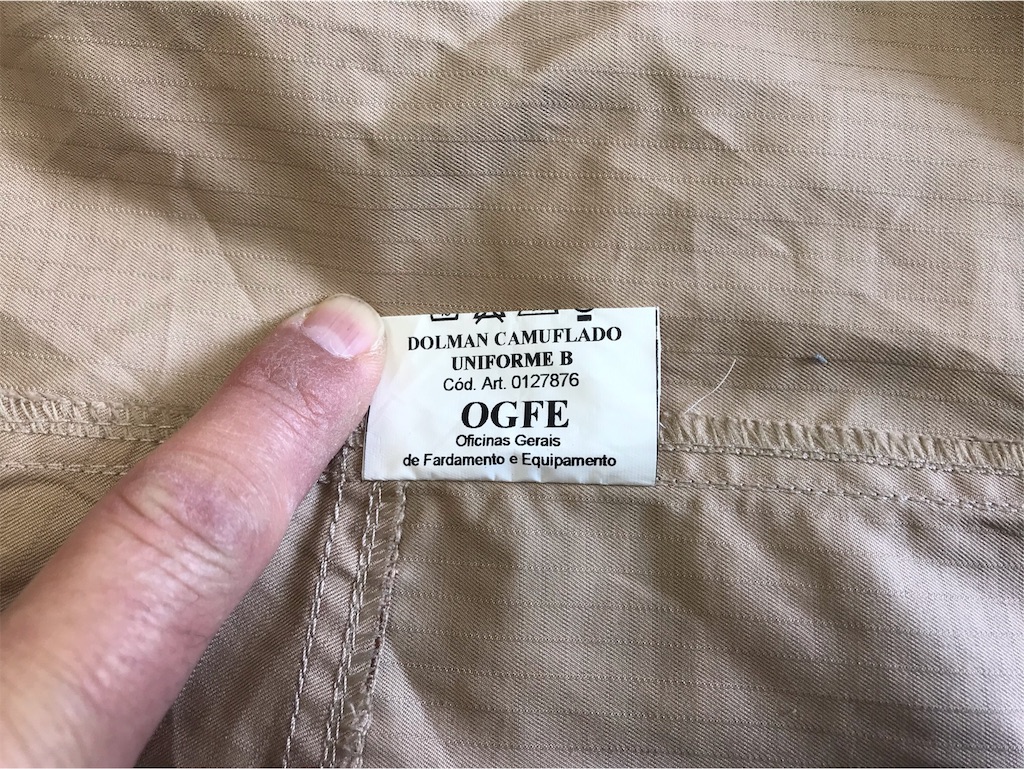 DOLMAN CAMUFLADO
UNIFORME B
Cód. Art. 0127876
OGFE
Oficinas Gerais
de Fardamento e Equipamento